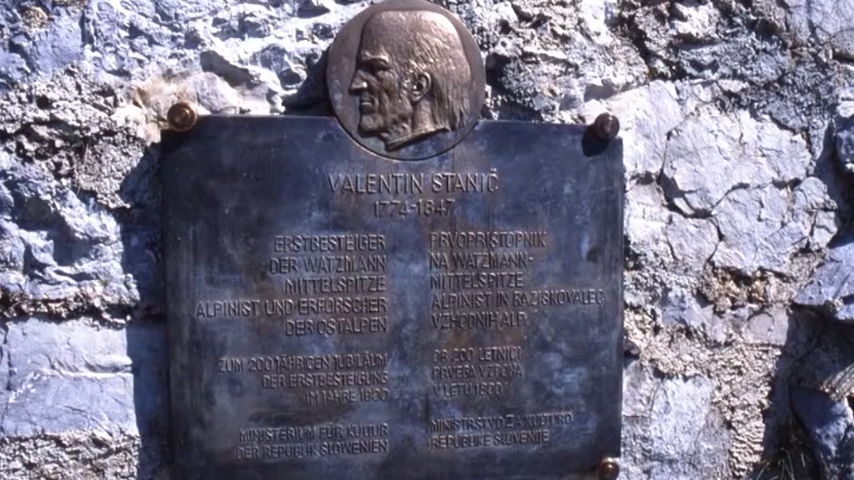 VALENTIN STANIČ
1774-1847
ERSTBESTEIGER
DER WATZMANN
MITTELSPITZE
ALPINIST UND ERFORSCHER
DER OSTALPEN
ZUM 200 JÄHRIGEN JUBILÄUM
DER ERSTBESTEIGUNG
IM JAHRE 1800
MINISTERIUM FÜR KULTUR
DER REPUBLIK SLOWENIEN
PRVOPRISTOPNIK
NA WATZMANN-
MITTELSPITZE
ALPINIST IN RAZISKOVALEC
VZHODNIH ALP
OB 200 LETNICI
PRVEGA VZPONA
V LETU 1800
MINISTRSTVO ZA KULTURO
REPUBLIKE SLOVENIJE